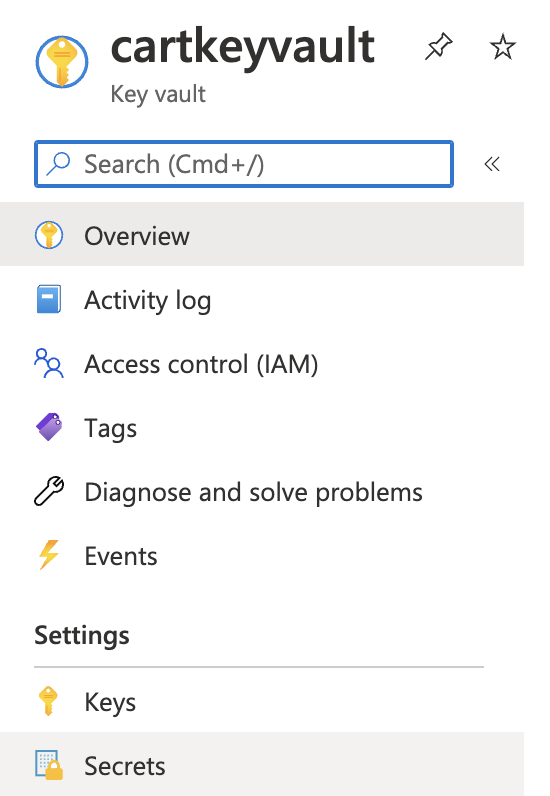 cartkeyvault
Key vault
Search (Cmd+/)
Overview
Activity log
Access control (IAM)
Tags
Diagnose and solve problems
Events
Settings
Keys
Secrets